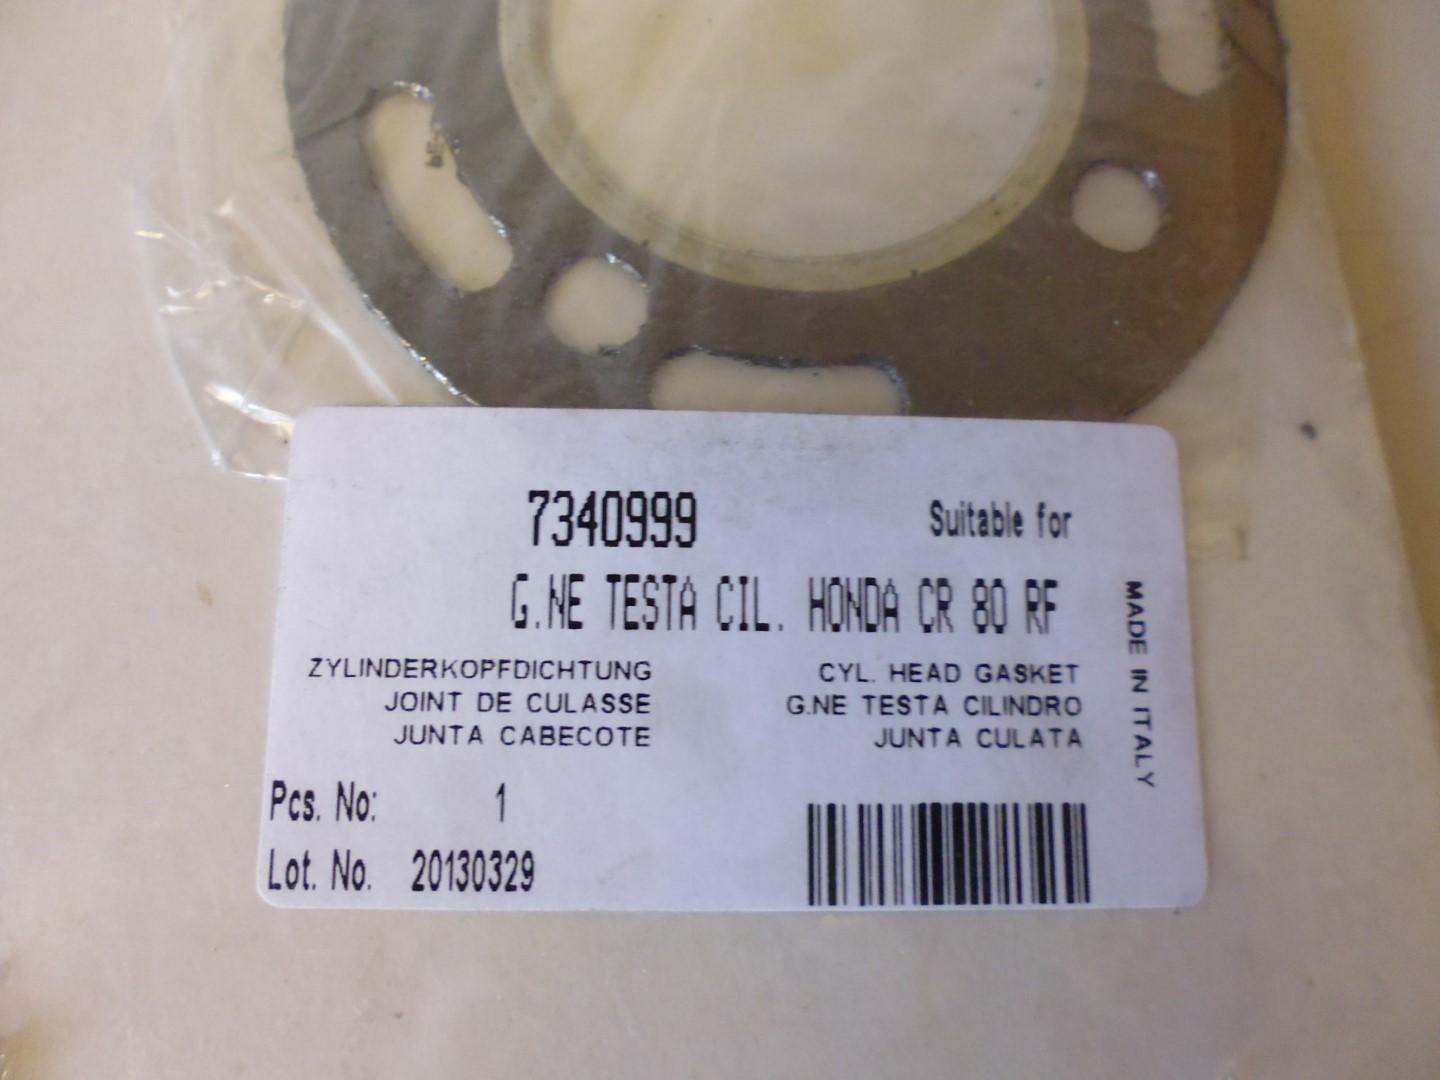 7340999
Suitable for
G.NE TESTA CIL. HONDA CR 80 RF
ZYLINDERKOPFDICHTUNG
CYL. HEAD GASKET
JOINT DE CULASSE
G.NE TESTA CILINDRO
JUNTA CABECOTE
JUNTA CULATA
MADE IN ITALY
Pcs. No: 1
Lot. No. 20130329